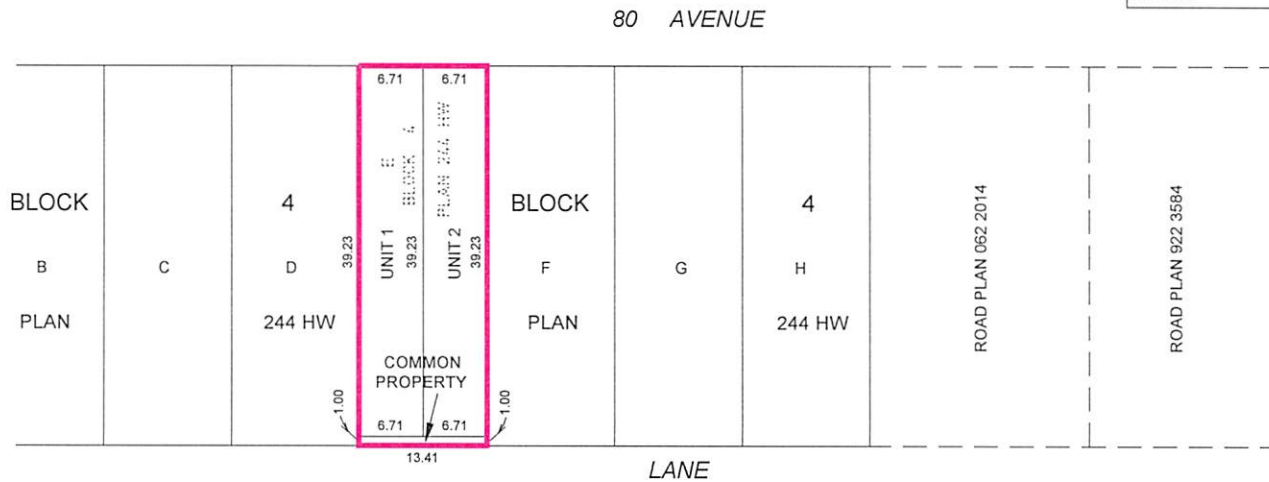 80 AVENUE
6.71 6.71
BLOCK
4
E
BLOCK 4
PLAN 244 HW
BLOCK
4
B
C
D
39.23
UNIT 1
39.23
UNIT 2
39.23
F
G
H
PLAN
244 HW
PLAN
244 HW
ROAD PLAN 062 2014
ROAD PLAN 922 3584
COMMON
PROPERTY
1.00
6.71 6.71
1.00
13.41
LANE